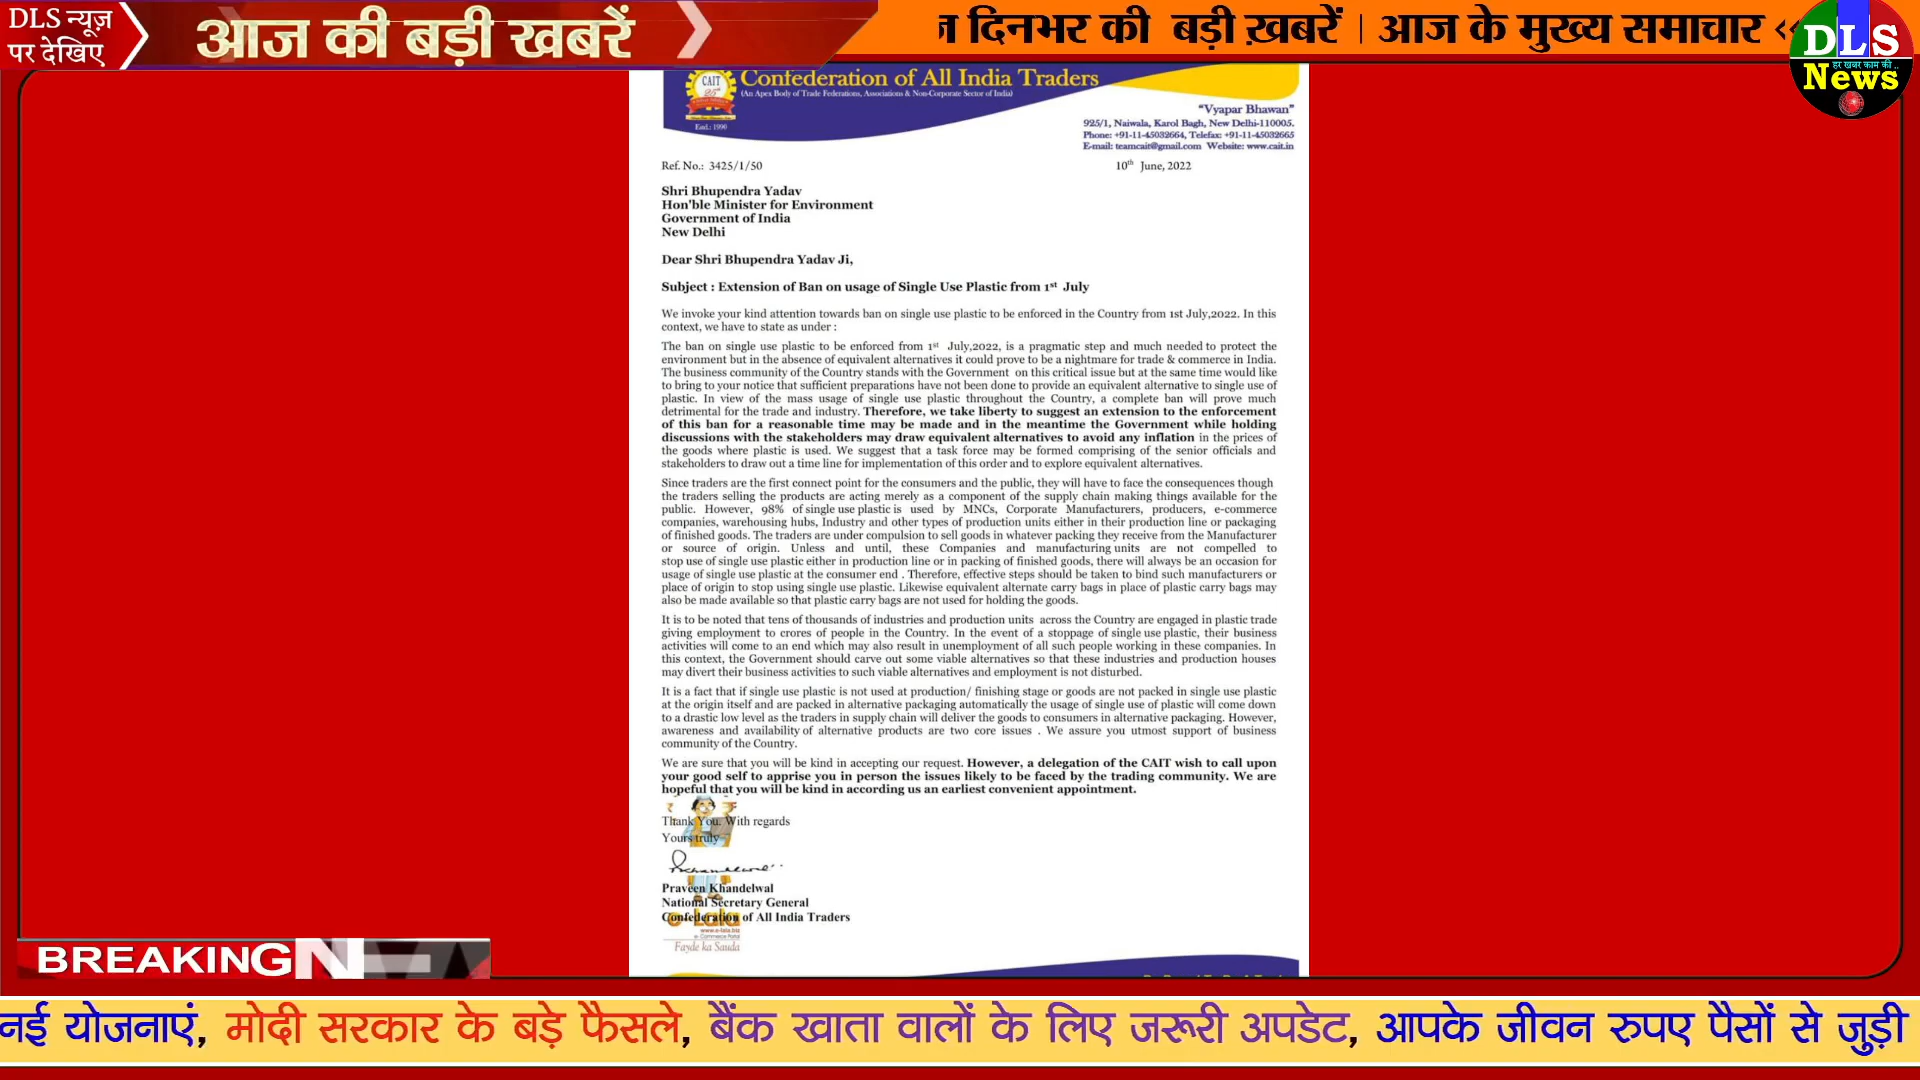 DLS न्यूज़
पर देखिए
आज की बड़ी खबरें
दिनभर की बड़ी ख़बरें | आज के मुख्य समाचार <<
DLS
हर खबर काम की ..
News
CAIT
Confederation of All India Traders
(An Apex Body of Trade Federations, Associations & Non-Corporate Sector of India)
Estd.: 1990
"Vyapar Bhawan"
925/1, Naiwala, Karol Bagh, New Delhi-110005.
Phone: +91-11-45032664, Telefax: +91-11-45032665
E-mail: teamcait@gmail.com Website: www.cait.in
Ref. No.: 3425/1/50
10th June, 2022
Shri Bhupendra Yadav
Hon'ble Minister for Environment
Government of India
New Delhi
Dear Shri Bhupendra Yadav Ji,
Subject : Extension of Ban on usage of Single Use Plastic from 1st July
We invoke your kind attention towards ban on single use plastic to be enforced in the Country from 1st July,2022. In this
context, we have to state as under :
The ban on single use plastic to be enforced from 1st July,2022, is a pragmatic step and much needed to protect the
environment but in the absence of equivalent alternatives it could prove to be a nightmare for trade & commerce in India.
The business community of the Country stands with the Government on this critical issue but at the same time would like
to bring to your notice that sufficient preparations have not been done to provide an equivalent alternative to single use of
plastic. In view of the mass usage of single use plastic throughout the Country, a complete ban will prove much
detrimental for the trade and industry. Therefore, we take liberty to suggest an extension to the enforcement
of this ban for a reasonable time may be made and in the meantime the Government while holding
discussions with the stakeholders may draw equivalent alternatives to avoid any inflation in the prices of
the goods where plastic is used. We suggest that a task force may be formed comprising of the senior officials and
stakeholders to draw out a time line for implementation of this order and to explore equivalent alternatives.
Since traders are the first connect point for the consumers and the public, they will have to face the consequences though
the traders selling the products are acting merely as a component of the supply chain making things available for the
public. However, 98% of single use plastic is used by MNCs, Corporate Manufacturers, producers, e-commerce
companies, warehousing hubs, Industry and other types of production units either in their production line or packaging
of finished goods. The traders are under compulsion to sell goods in whatever packing they receive from the Manufacturer
or source of origin. Unless and until, these Companies and manufacturing units are not compelled to
stop use of single use plastic either in production line or in packing of finished goods, there will always be an occasion for
usage of single use plastic at the consumer end . Therefore, effective steps should be taken to bind such manufacturers or
place of origin to stop using single use plastic. Likewise equivalent alternate carry bags in place of plastic carry bags may
also be made available so that plastic carry bags are not used for holding the goods.
It is to be noted that tens of thousands of industries and production units across the Country are engaged in plastic trade
giving employment to crores of people in the Country. In the event of a stoppage of single use plastic, their business
activities will come to an end which may also result in unemployment of all such people working in these companies. In
this context, the Government should carve out some viable alternatives so that these industries and production houses
may divert their business activities to such viable alternatives and employment is not disturbed.
It is a fact that if single use plastic is not used at production/ finishing stage or goods are not packed in single use plastic
at the origin itself and are packed in alternative packaging automatically the usage of single use of plastic will come down
to a drastic low level as the traders in supply chain will deliver the goods to consumers in alternative packaging. However,
awareness and availability of alternative products are two core issues . We assure you utmost support of business
community of the Country.
We are sure that you will be kind in accepting our request. However, a delegation of the CAIT wish to call upon
your good self to apprise you in person the issues likely to be faced by the trading community. We are
hopeful that you will be kind in according us an earliest convenient appointment.
Thank You. With regards
Yours truly
Praveen Khandelwal
National Secretary General
Confederation of All India Traders
e-Lala
www.e-lala.biz
e-Commerce Portal
Fayde ka Sauda
BREAKING
नई योजनाएं, मोदी सरकार के बड़े फैसले, बैंक खाता वालों के लिए जरूरी अपडेट, आपके जीवन रुपए पैसों से जुड़ी